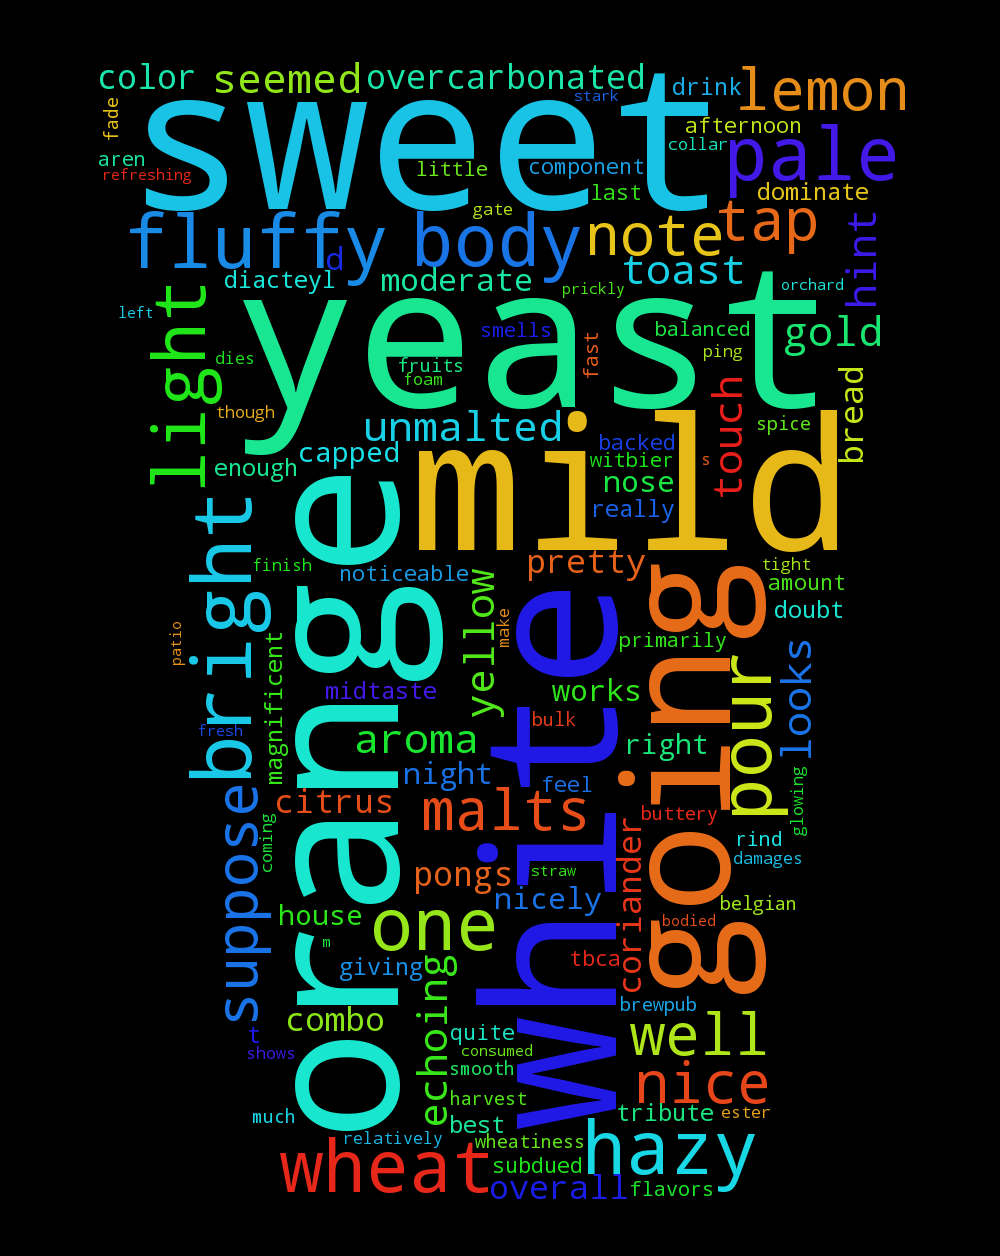 color
seemed
overcarbonated
stark
drink
lemon
fade
sweet
afternoon
aren
refreshing
little
component
collar
pale
last
dominate
gate
fluffy
body
note
tap
hint
d
diacteyl
moderate
toast
prickly
orchard
left
light
yeast
smells
balanced
gold
dies
fruits
foam
fast
ping
though
unmalted
touch
bread
spice
capped
enough
mild
backed
witbier
s
nose
really
bright
orange
finish
noticeable
pretty
tight
amount
yellow
make
white
going
doubt
patio
magnificent
primarily
looks
midtaste
works
pour
fresh
aroma
bulk
right
night
feel
glowing
suppose
citrus
malts
buttery
coming
coriander
rind
damages
pongs
straw
nicely
belgian
house
one
bodied
m
giving
echoing
tbca
combo
brewpub
t
quite
well
shows
consumed
smooth
nice
harvest
much
best
tribute
ester
relatively
wheatiness
hazy
wheat
subdued
overall
flavors